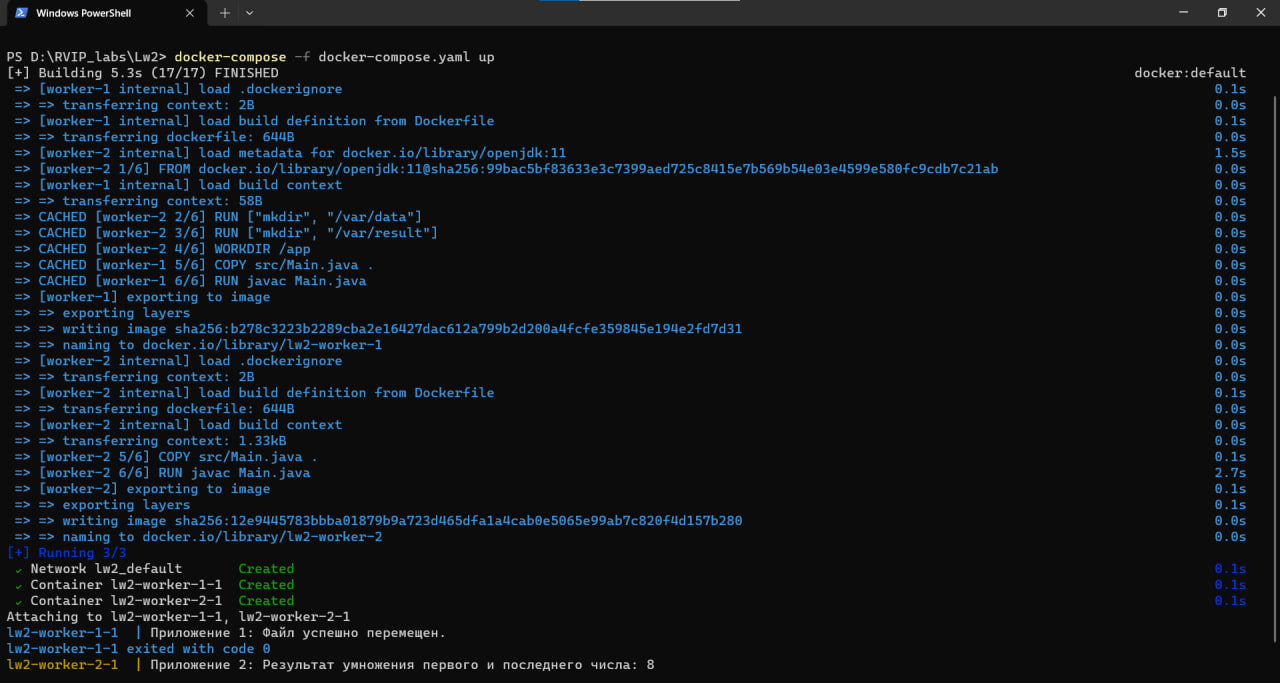 Windows PowerShell
PS D:\RVIP_labs\Lw2> docker-compose -f docker-compose.yaml up
[+] Building 5.3s (17/17) FINISHED docker:default
=> [worker-1 internal] load .dockerignore 0.1s
=> => transferring context: 2B 0.0s
=> [worker-1 internal] load build definition from Dockerfile 0.1s
=> => transferring dockerfile: 644B 0.0s
=> [worker-2 internal] load metadata for docker.io/library/openjdk:11 1.5s
=> [worker-2 1/6] FROM docker.io/library/openjdk:11@sha256:99bac5bf83633e3c7399aed725c8415e7b569b54e03e4599e580fc9cdb7c21ab 0.0s
=> [worker-1 internal] load build context 0.0s
=> => transferring context: 58B 0.0s
=> CACHED [worker-2 2/6] RUN ["mkdir", "/var/data"] 0.0s
=> CACHED [worker-2 3/6] RUN ["mkdir", "/var/result"] 0.0s
=> CACHED [worker-2 4/6] WORKDIR /app 0.0s
=> CACHED [worker-1 5/6] COPY src/Main.java . 0.0s
=> CACHED [worker-1 6/6] RUN javac Main.java 0.0s
=> [worker-1] exporting to image 0.0s
=> => exporting layers 0.0s
=> => writing image sha256:b278c3223b2289cba2e16427dac612a799b2d200a4fcfe359845e194e2fd7d31 0.0s
=> => naming to docker.io/library/lw2-worker-1 0.0s
=> [worker-2 internal] load .dockerignore 0.0s
=> => transferring context: 2B 0.0s
=> [worker-2 internal] load build definition from Dockerfile 0.1s
=> => transferring dockerfile: 644B 0.0s
=> [worker-2 internal] load build context 0.0s
=> => transferring context: 1.33kB 0.0s
=> [worker-2 5/6] COPY src/Main.java . 0.1s
=> [worker-2 6/6] RUN javac Main.java 2.7s
=> [worker-2] exporting to image 0.1s
=> => exporting layers 0.1s
=> => writing image sha256:12e9445783bbba01879b9a723d465dfa1a4cab0e5065e99ab7c820f4d157b280 0.0s
=> => naming to docker.io/library/lw2-worker-2 0.0s
[+] Running 3/3
✓ Network lw2_default Created 0.1s
✓ Container lw2-worker-1-1 Created 0.1s
✓ Container lw2-worker-2-1 Created 0.1s
Attaching to lw2-worker-1-1, lw2-worker-2-1
lw2-worker-1-1 | Приложение 1: Файл успешно перемещен.
lw2-worker-1-1 exited with code 0
lw2-worker-2-1 | Приложение 2: Результат умножения первого и последнего числа: 8